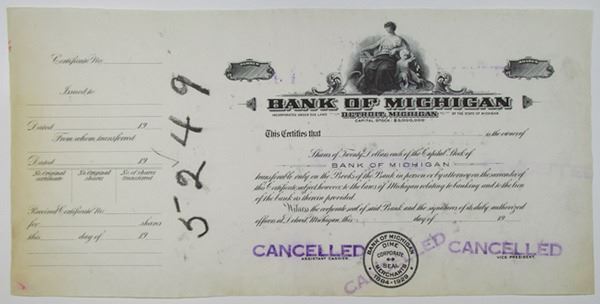 Certificate No.
Issued to
Dated 19
From whom transferred
Dated 19
No. Original certificate
No. Original shares
No. of shares transferred
Received Certificate No.
for shares
this day of 19
5249
BANK OF MICHIGAN
INCORPORATED UNDER THE LAWS OF THE STATE OF MICHIGAN
DETROIT, MICHIGAN
CAPITAL STOCK $3,000,000
This Certifies that is the owner of
Shares of Twenty Dollars each of the Capital Stock of
BANK OF MICHIGAN
transferable only on the Books of the Bank in person or by attorney on the surrender of
this Certificate, subject, however, to the laws of Michigan relating to banking and to the lien
of the bank as therein provided.
Witness the corporate seal of said Bank and the signatures of its duly authorized
officers at Detroit, Michigan, this day of
CANCELLED
CANCELLED
CANCELLED
ASSISTANT CASHIER
VICE-PRESIDENT
BANK OF MICHIGAN
DIME
CORPORATE
SEAL
MERCHANTS
1884-1929